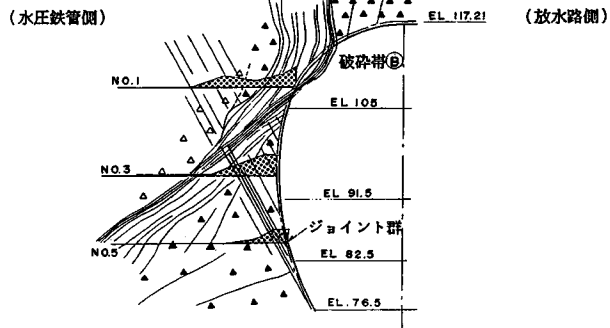 (水圧鉄管側)
EL 117.21
(放水路側)
破砕帯Ⓑ
NO.1
EL 105
NO.3
EL 91.5
ジョイント群
NO.5
EL 82.5
EL.76.5